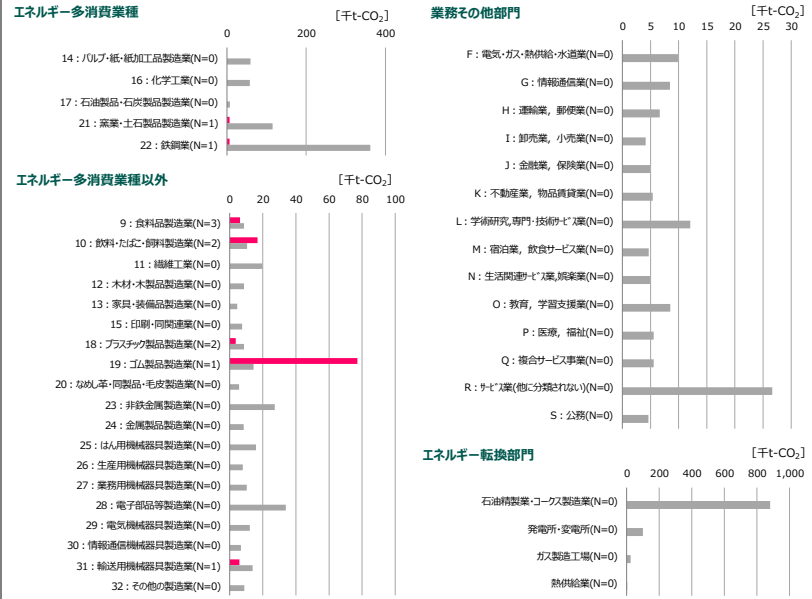 エネルギー多消費業種
[千t-CO₂]
0 200 400
14：パルプ・紙・紙加工品製造業(N=0)
16：化学工業(N=0)
17：石油製品・石炭製品製造業(N=0)
21：窯業・土石製品製造業(N=1)
22：鉄鋼業(N=1)
エネルギー多消費業種以外
[千t-CO₂]
0 20 40 60 80 100
9：食料品製造業(N=3)
10：飲料・たばこ・飼料製造業(N=2)
11：繊維工業(N=0)
12：木材・木製品製造業(N=0)
13：家具・装備品製造業(N=0)
15：印刷・同関連業(N=0)
18：プラスチック製品製造業(N=2)
19：ゴム製品製造業(N=1)
20：なめし革・同製品・毛皮製造業(N=0)
23：非鉄金属製造業(N=0)
24：金属製品製造業(N=0)
25：はん用機械器具製造業(N=0)
26：生産用機械器具製造業(N=0)
27：業務用機械器具製造業(N=0)
28：電子部品等製造業(N=0)
29：電気機械器具製造業(N=0)
30：情報通信機械器具製造業(N=0)
31：輸送用機械器具製造業(N=1)
32：その他の製造業(N=0)
業務その他部門
[千t-CO₂]
0 5 10 15 20 25 30
F：電気・ガス・熱供給・水道業(N=0)
G：情報通信業(N=0)
H：運輸業，郵便業(N=0)
I：卸売業，小売業(N=0)
J：金融業，保険業(N=0)
K：不動産業，物品賃貸業(N=0)
L：学術研究,専門・技術ｻｰﾋﾞｽ業(N=0)
M：宿泊業，飲食サービス業(N=0)
N：生活関連ｻｰﾋﾞｽ業,娯楽業(N=0)
O：教育，学習支援業(N=0)
P：医療，福祉(N=0)
Q：複合サービス事業(N=0)
R：ｻｰﾋﾞｽ業(他に分類されない)(N=0)
S：公務(N=0)
エネルギー転換部門
[千t-CO₂]
0 200 400 600 800 1,000
石油精製業・コークス製造業(N=0)
発電所・変電所(N=0)
ガス製造工場(N=0)
熱供給業(N=0)